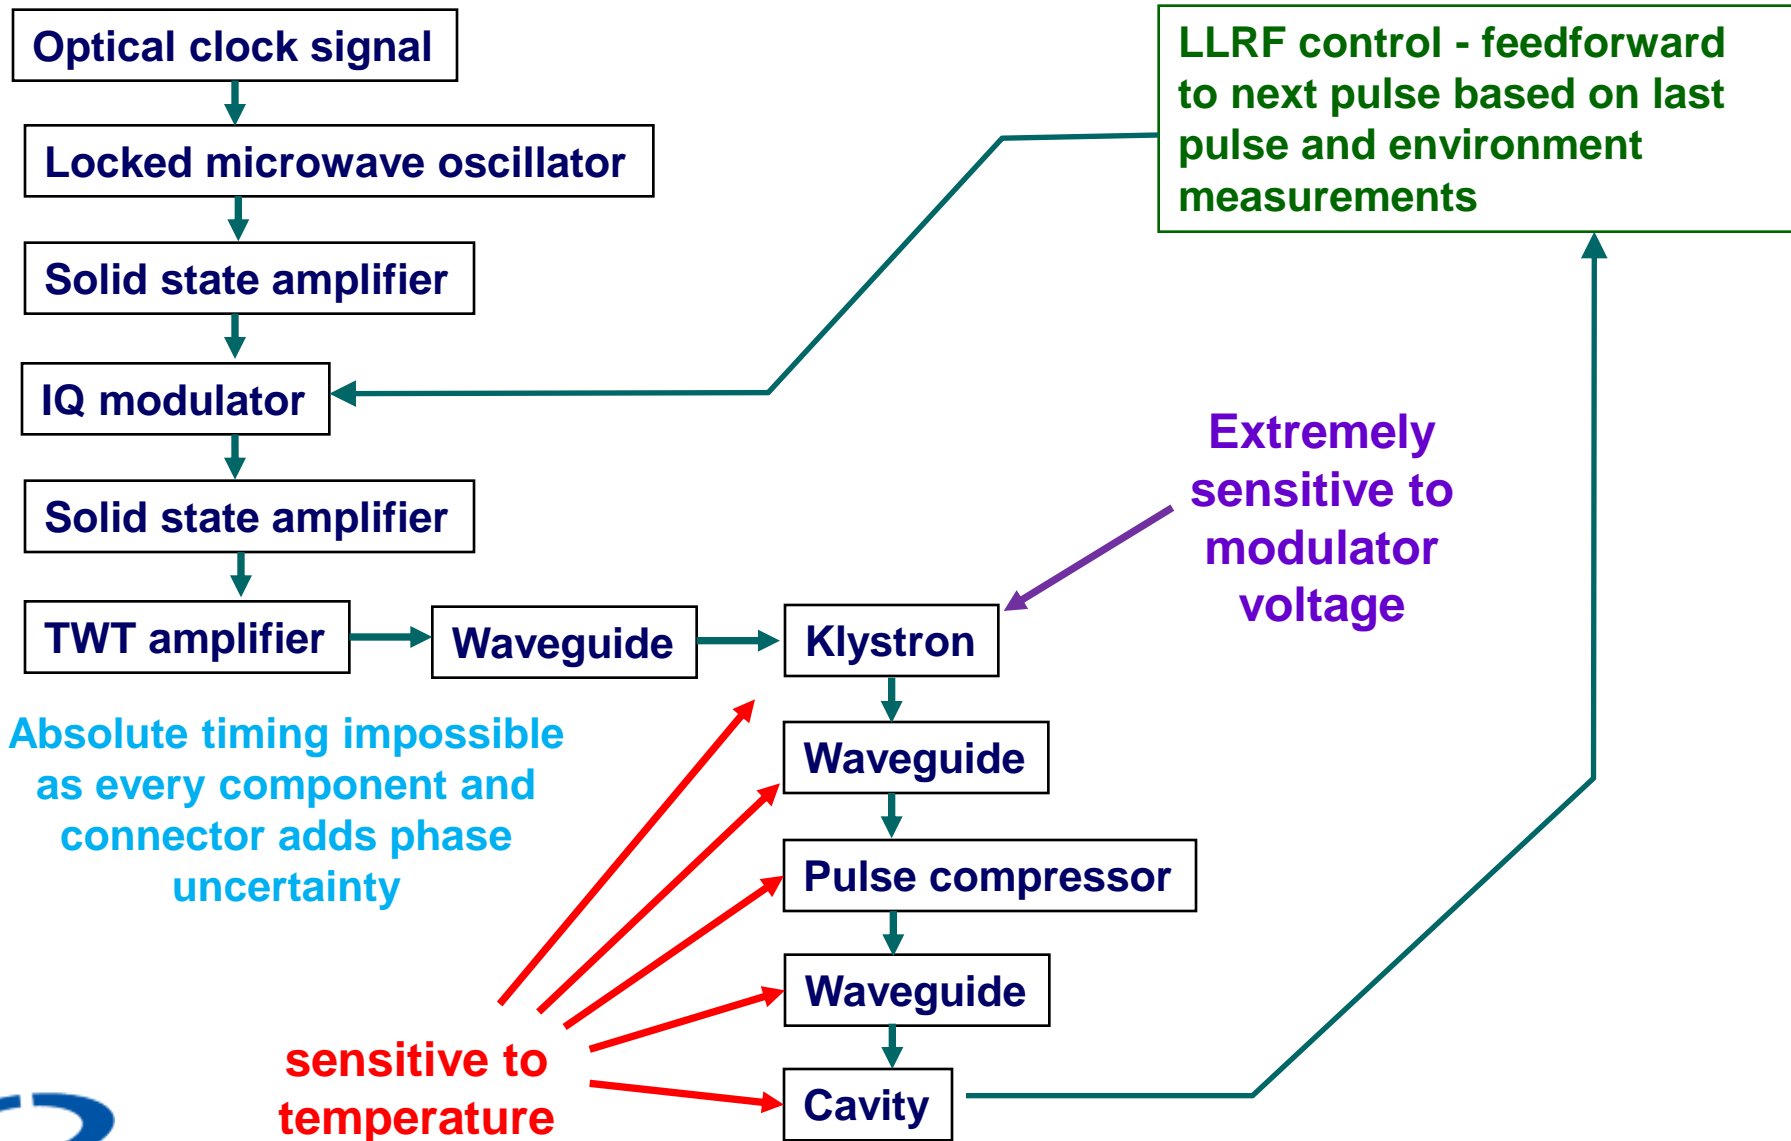 Optical clock signal
Locked microwave oscillator
Solid state amplifier
IQ modulator
Solid state amplifier
TWT amplifier
Waveguide
Klystron
Waveguide
Pulse compressor
Waveguide
Cavity
LLRF control - feedforward
to next pulse based on last
pulse and environment
measurements
Extremely
sensitive to
modulator
voltage
Absolute timing impossible
as every component and
connector adds phase
uncertainty
sensitive to
temperature